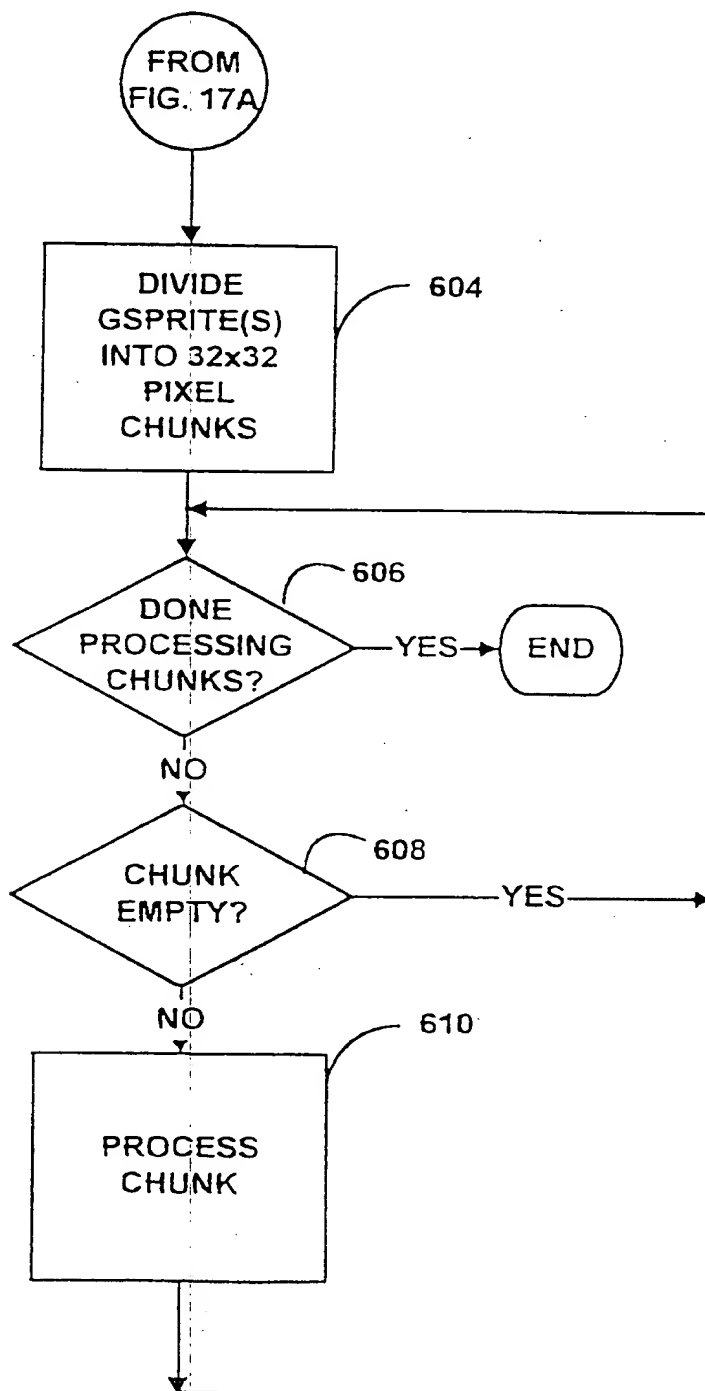 FROM
FIG. 17A
DIVIDE
GSPRITE(S)
INTO 32x32
PIXEL
CHUNKS
604
606
DONE
PROCESSING
CHUNKS?
YES
END
NO
608
CHUNK
EMPTY?
YES
NO
610
PROCESS
CHUNK